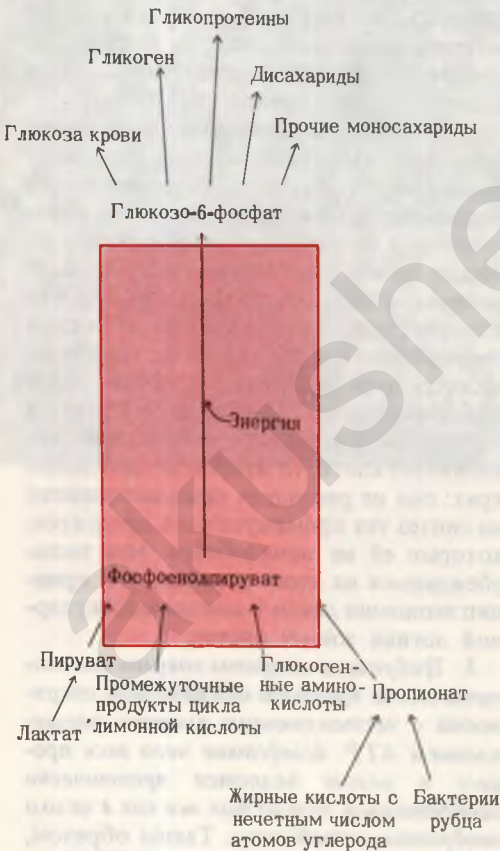 Гликопротеины
Гликоген
Дисахариды
Глюкоза крови
Прочие моносахариды
Глюкозо-6-фосфат
Энергия
Фосфоенолпируват
Пируват
Лактат
Промежуточные
продукты цикла
лимонной кислоты
Глюкоген-
ные амино-
кислоты
Пропионат
Жирные кислоты с
нечетным числом
атомов углерода
Бактерии
рубца
akushe